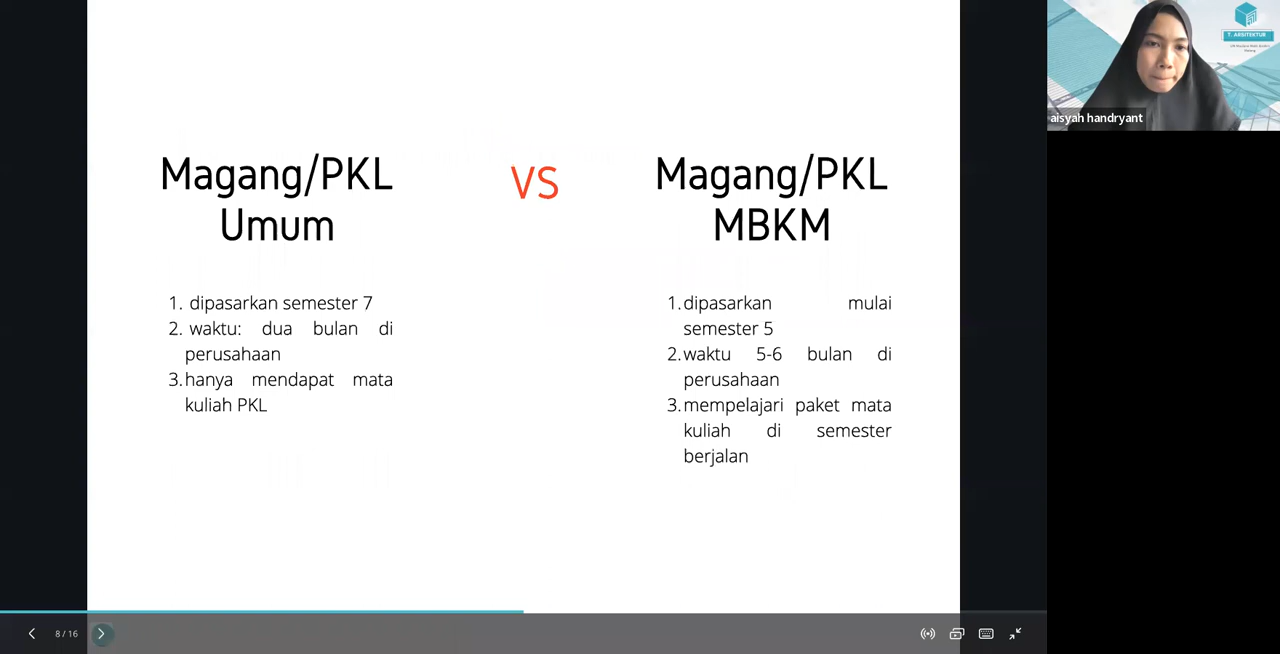 Magang/PKL
Umum
VS
Magang/PKL
MBKM
1. dipasarkan semester 7
2. waktu: dua bulan di
perusahaan
3. hanya mendapat mata
kuliah PKL
1. dipasarkan mulai
semester 5
2. waktu 5-6 bulan di
perusahaan
3. mempelajari paket mata
kuliah di semester
berjalan
T. ARSITEKTUR
aisyah handryant
8 / 16